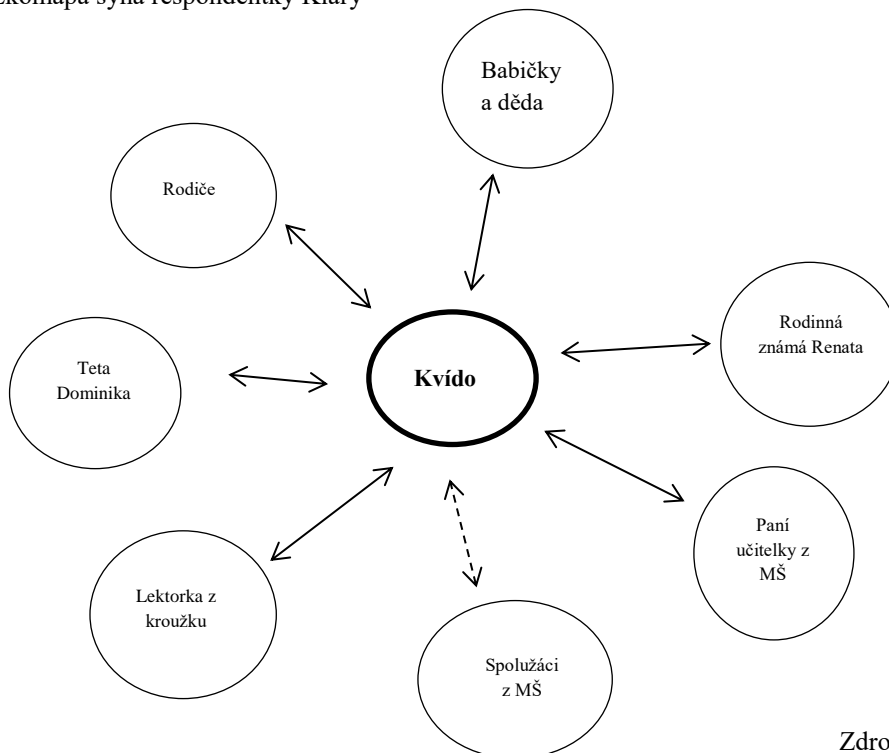 Ekomapa syna respondentky Kláry
Babičky
a děda
Rodiče
Rodinná
známá Renata
Teta
Dominika
Kvído
Paní
učitelky z
MŠ
Lektorka z
kroužku
Spolužáci
z MŠ